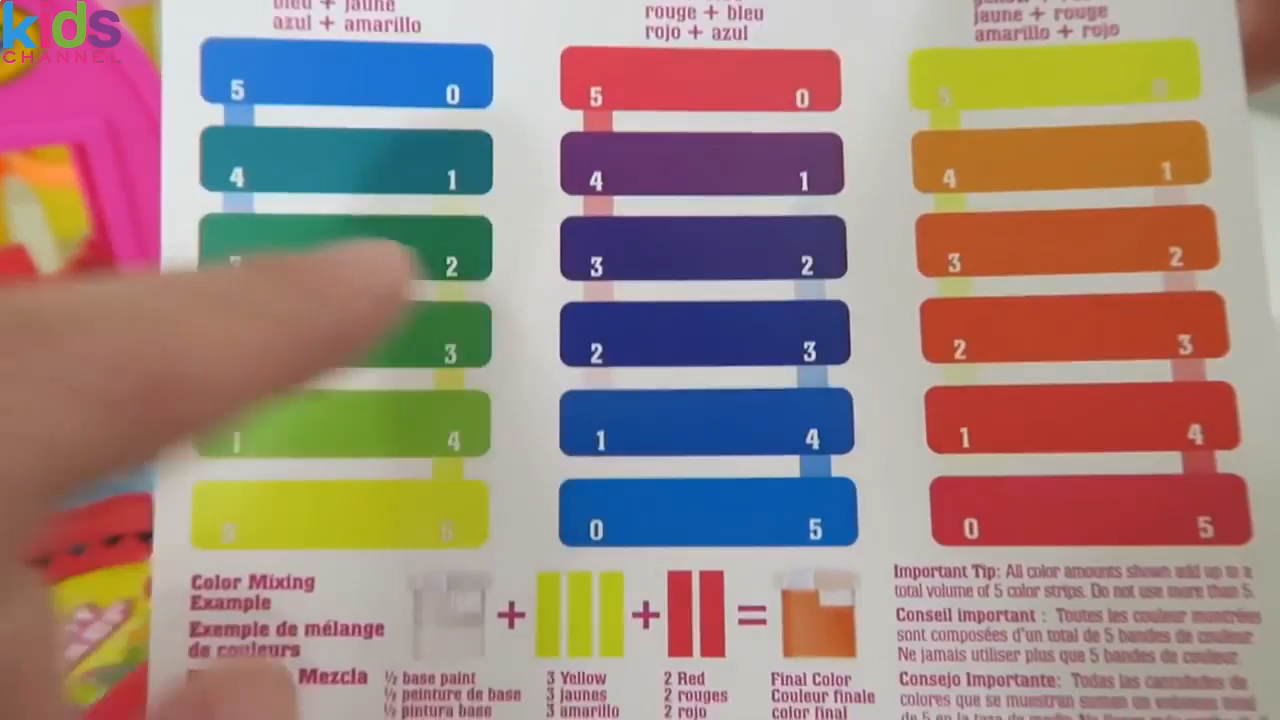 kids
CHANNEL
bleu + jaune
azul + amarillo
rouge + bleu
rojo + azul
jaune + rouge
amarillo + rojo
5 0
4 1
2
3
1 4
5 0
4 1
3 2
2 3
1 4
0 5
5 0
4 1
3 2
2 3
1 4
0 5
Color Mixing
Example
Exemple de mélange
de couleurs
Mezcla
+ + =
½ base paint
½ peinture de base
½ pintura base
3 Yellow
3 jaunes
3 amarillo
2 Red
2 rouges
2 rojo
Final Color
Couleur finale
color final
Important Tip: All color amounts shown add up to a
total volume of 5 color strips. Do not use more than 5.
Conseil important : Toutes les couleur montrées
sont composées d'un total de 5 bandes de couleur.
Ne jamais utiliser plus que 5 bandes de couleur.
Consejo Importante: Todas las cantidades de
colores que se muestran suman un volumen total